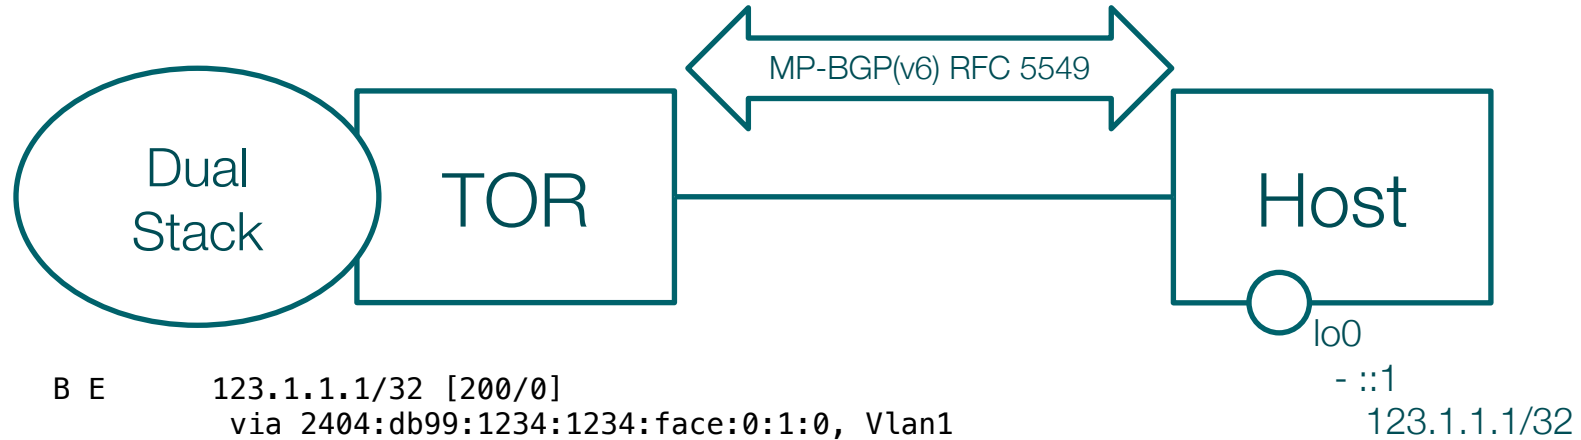 MP-BGP(v6) RFC 5549
Dual
Stack
TOR
Host
lo0
- ::1
123.1.1.1/32
B E 123.1.1.1/32 [200/0]
via 2404:db99:1234:1234:face:0:1:0, Vlan1